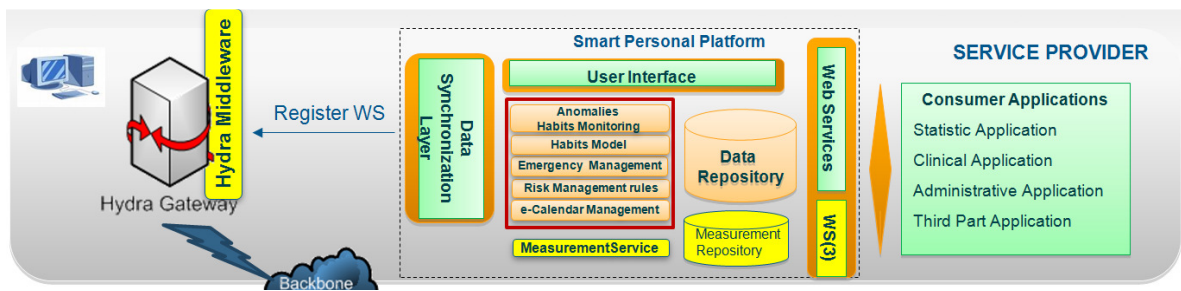 Hydra Middleware
Hydra Gateway
Backbone
Register WS
Smart Personal Platform
Data
Synchronization
Layer
User Interface
Anomalies
Habits Monitoring
Habits Model
Emergency Management
Risk Management rules
e-Calendar Management
MeasurementService
Data
Repository
Measurement
Repository
Web Services
WS(3)
SERVICE PROVIDER
Consumer Applications
Statistic Application
Clinical Application
Administrative Application
Third Part Application